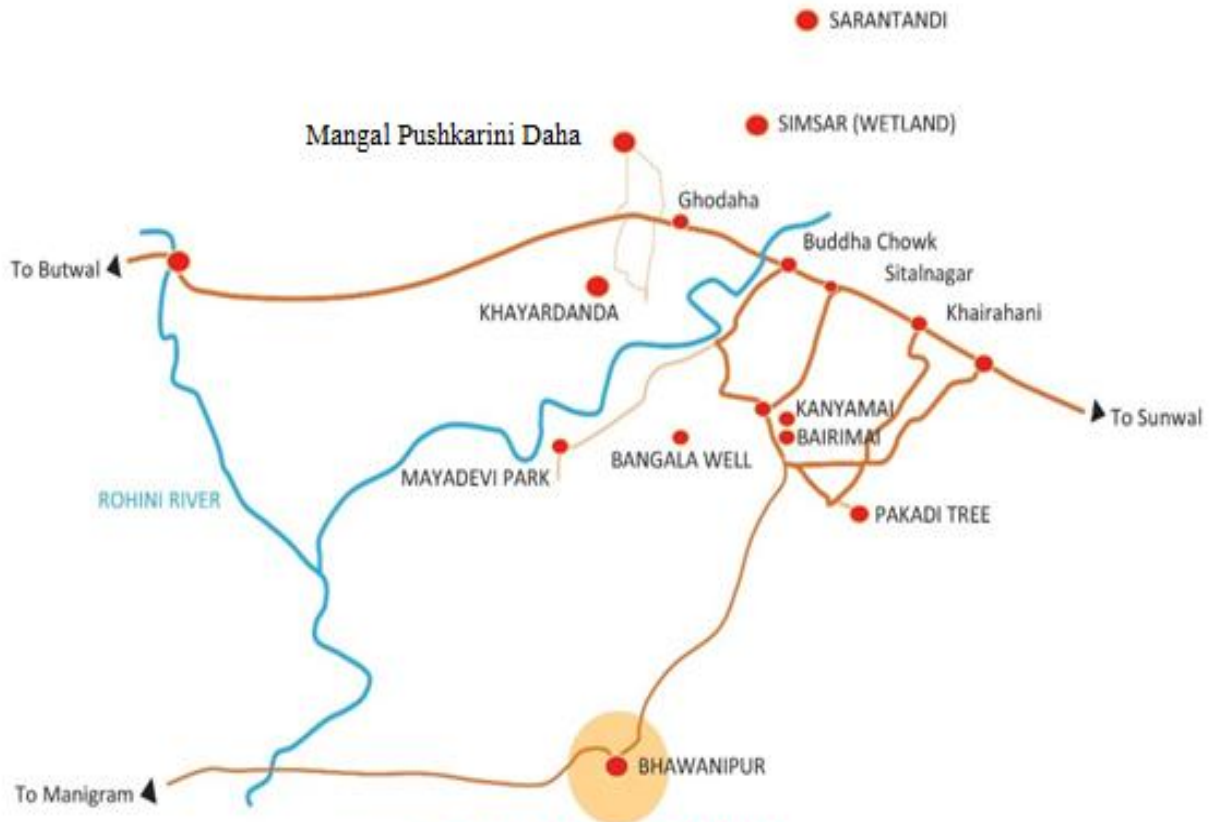 SARANTANDI
SIMSAR (WETLAND)
Mangal Pushkarini Daha
Ghodaha
Buddha Chowk
To Butwal
Sitalnagar
KHAYARDANDA
Khairahani
KANYAMAI
To Sunwal
BAIRIMAI
BANGALA WELL
MAYADEVI PARK
ROHINI RIVER
PAKADI TREE
BHAWANIPUR
To Manigram